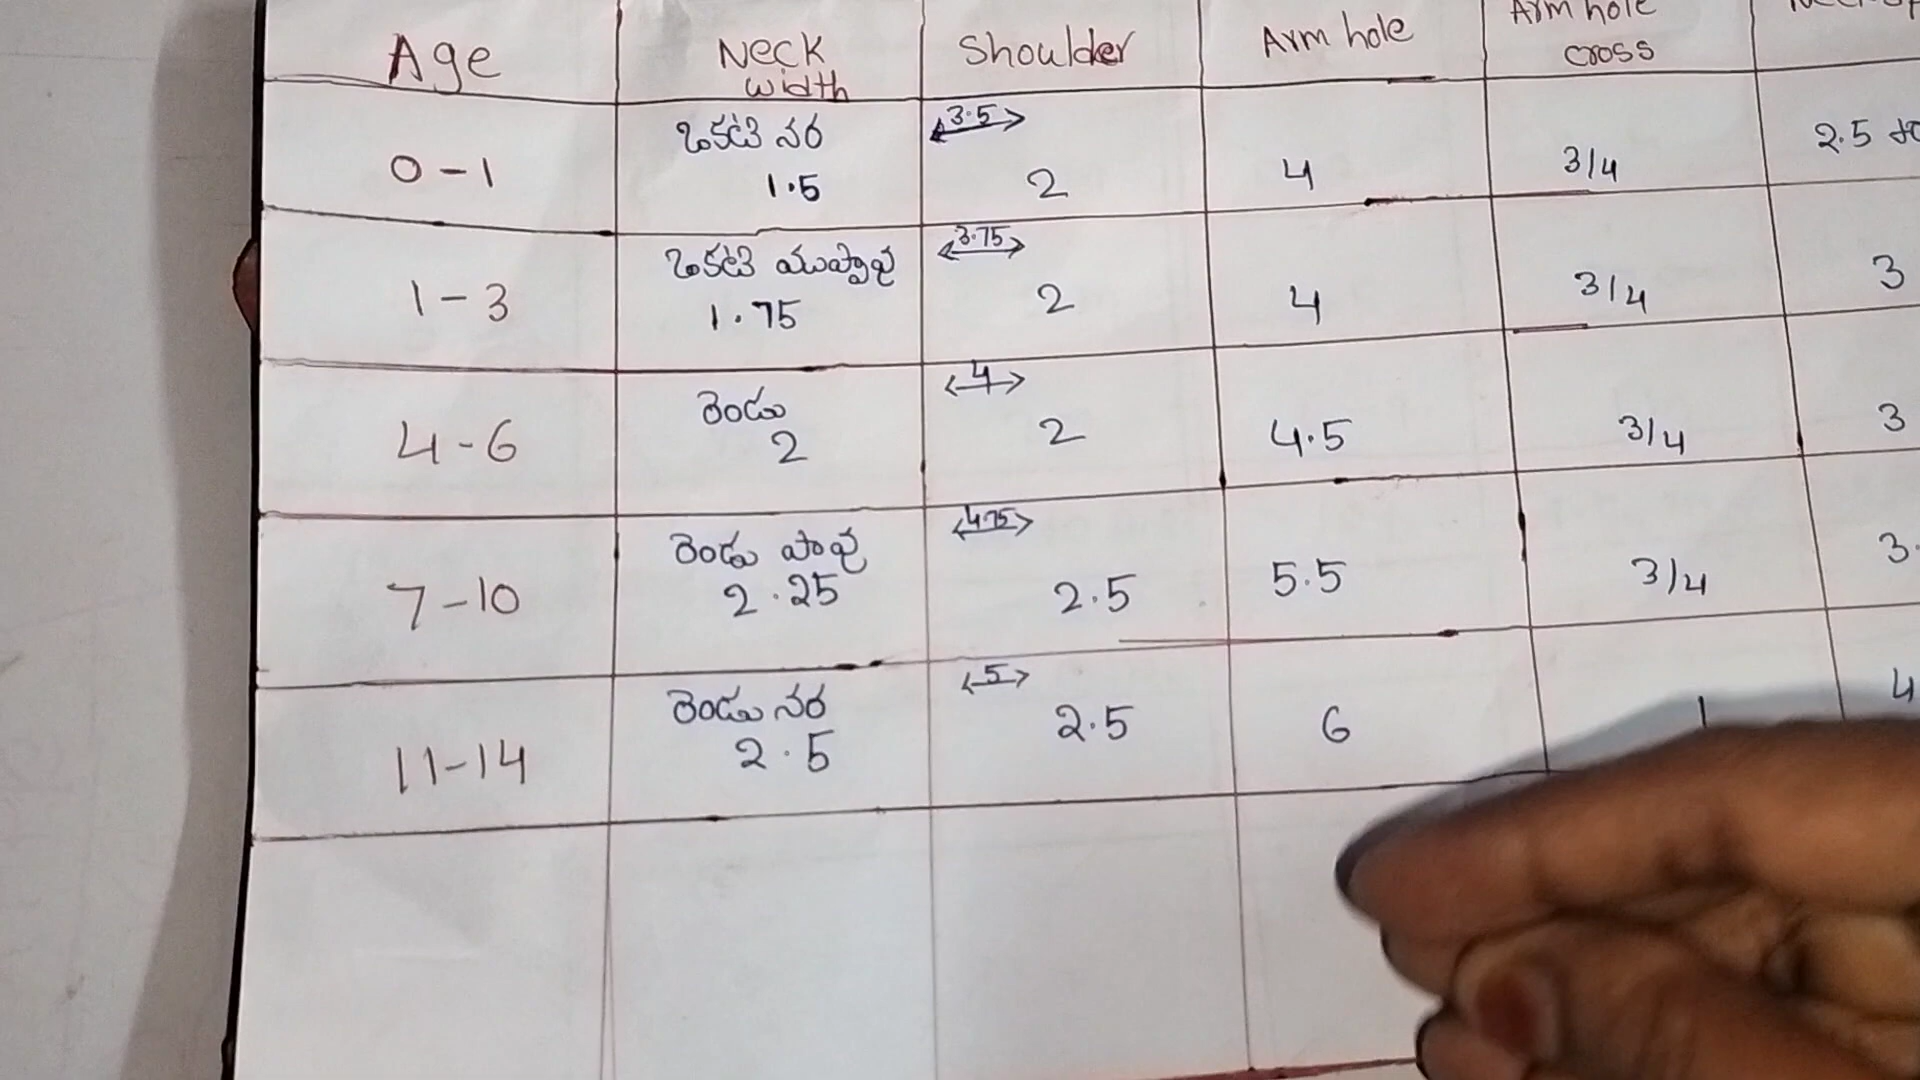 Age Neck width Shoulder Arm hole Arm hole cross
ఒకటి నర 3.5
0-1 1.5 2 4 3/4 2.5
ఒకటి ముప్పావు 3.75
1-3 1.75 2 4 3/4 3
రెండు 4
4-6 2 2 4.5 3/4 3
రెండు పావు 4.75
7-10 2.25 2.5 5.5 3/4
రెండు నర 5
11-14 2.5 2.5 6 1 4